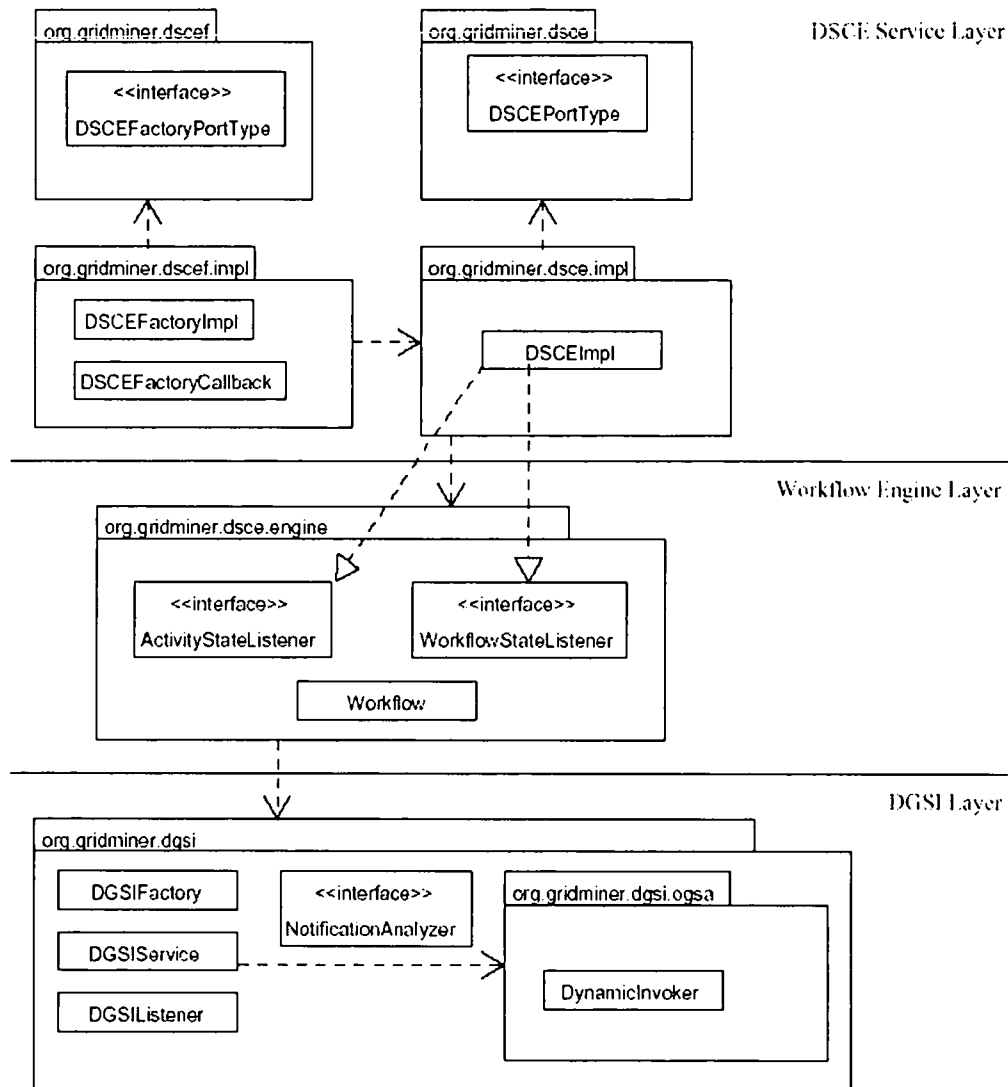 org.gridminer.dscef
org.gridminer.dsce
DSCE Service Layer
<<interface>>
DSCEFactoryPortType
<<interface>>
DSCEPortType
org.gridminer.dscef.impl
org.gridminer.dsce.impl
DSCEFactoryImpl
DSCEFactoryCallback
DSCEImpl
Workflow Engine Layer
org.gridminer.dsce.engine
<<interface>>
ActivityStateListener
<<interface>>
WorkflowStateListener
Workflow
DGSI Layer
org.gridminer.dgsi
DGSIFactory
DGSIService
DGSIListener
<<interface>>
NotificationAnalyzer
org.gridminer.dgsi.ogsa
DynamicInvoker